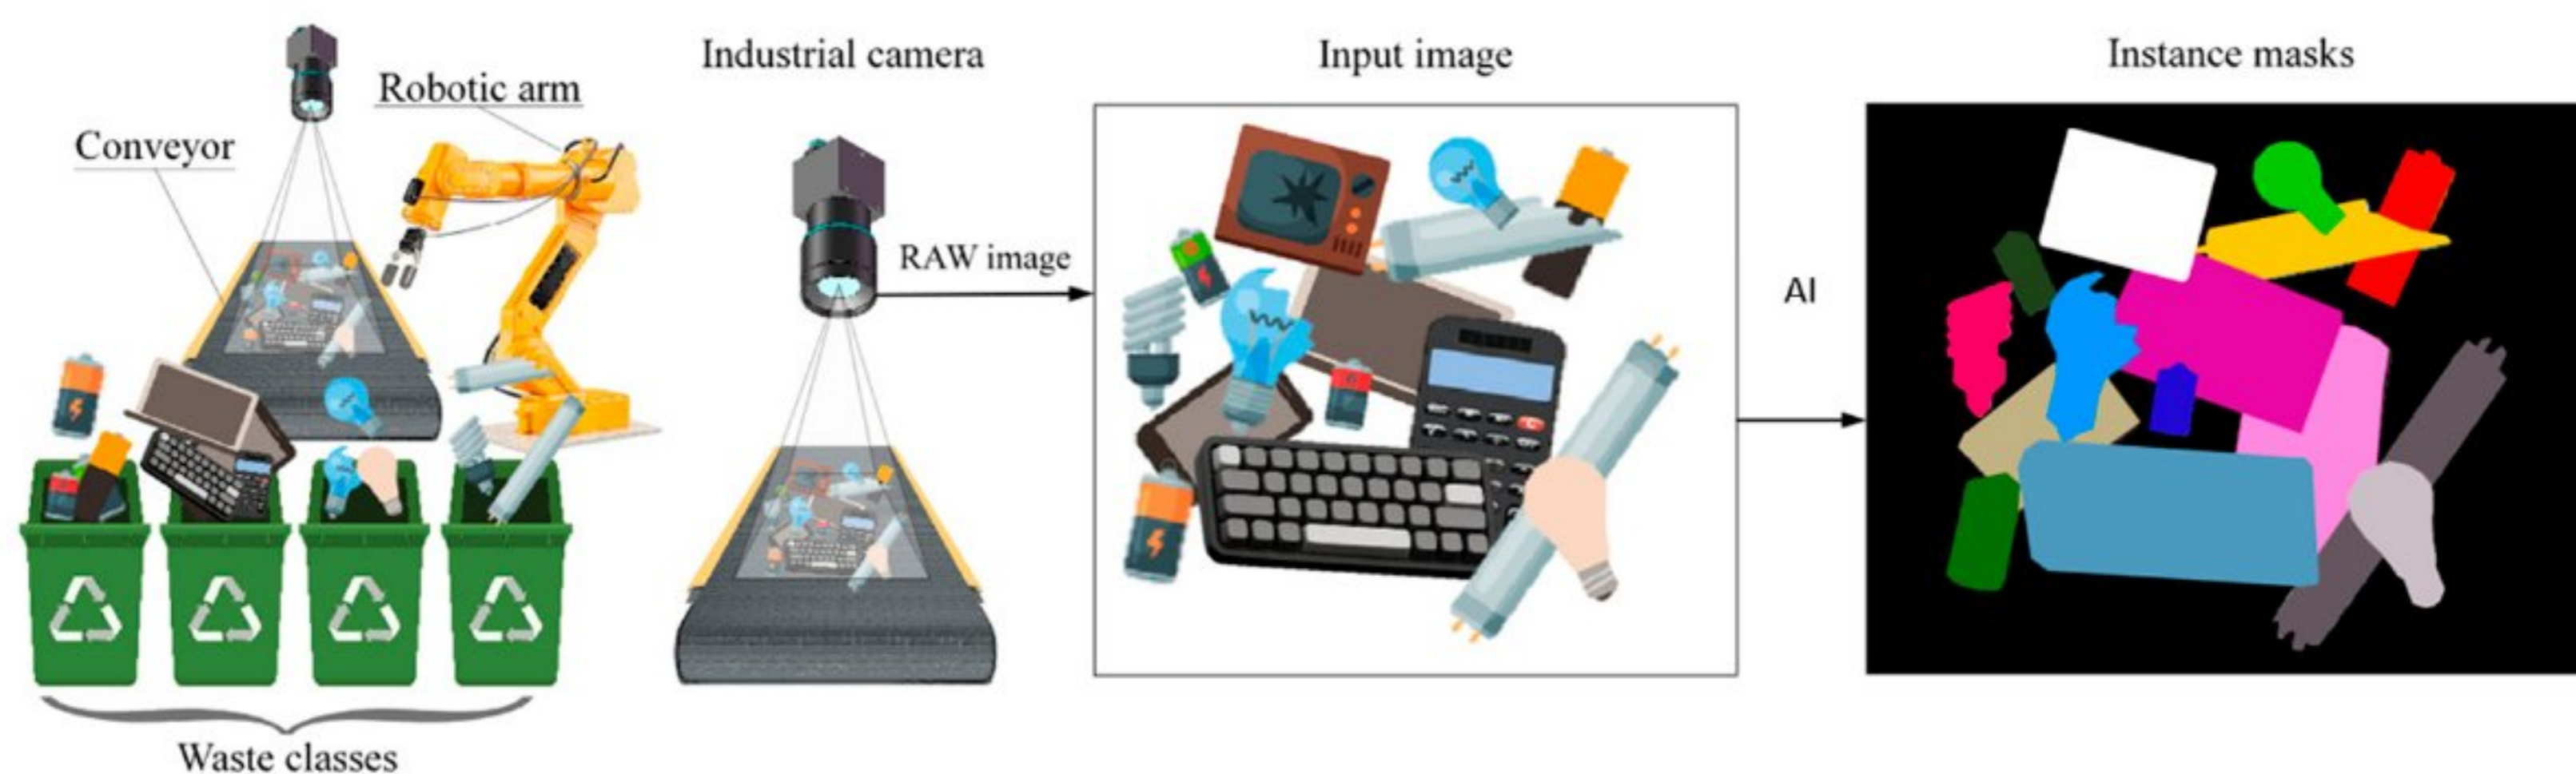 Conveyor
Robotic arm
Waste classes
Industrial camera
RAW image
Input image
AI
Instance masks